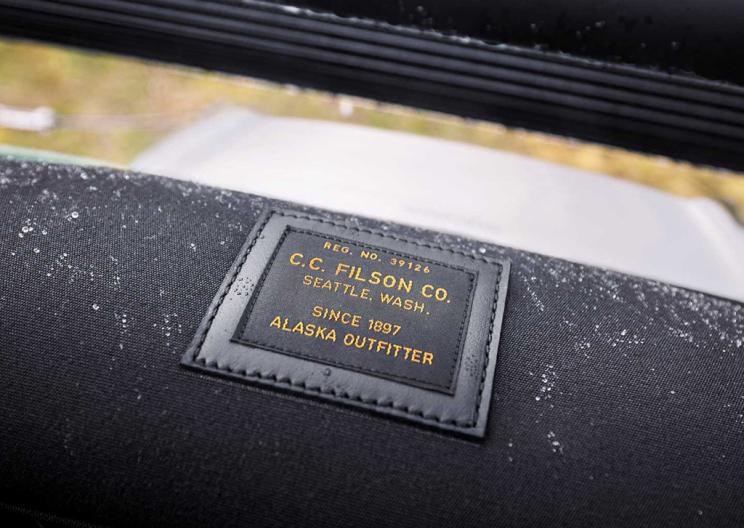 REG. NO. 39126
C.C. FILSON CO.
SEATTLE, WASH.
SINCE 1897
ALASKA OUTFITTER